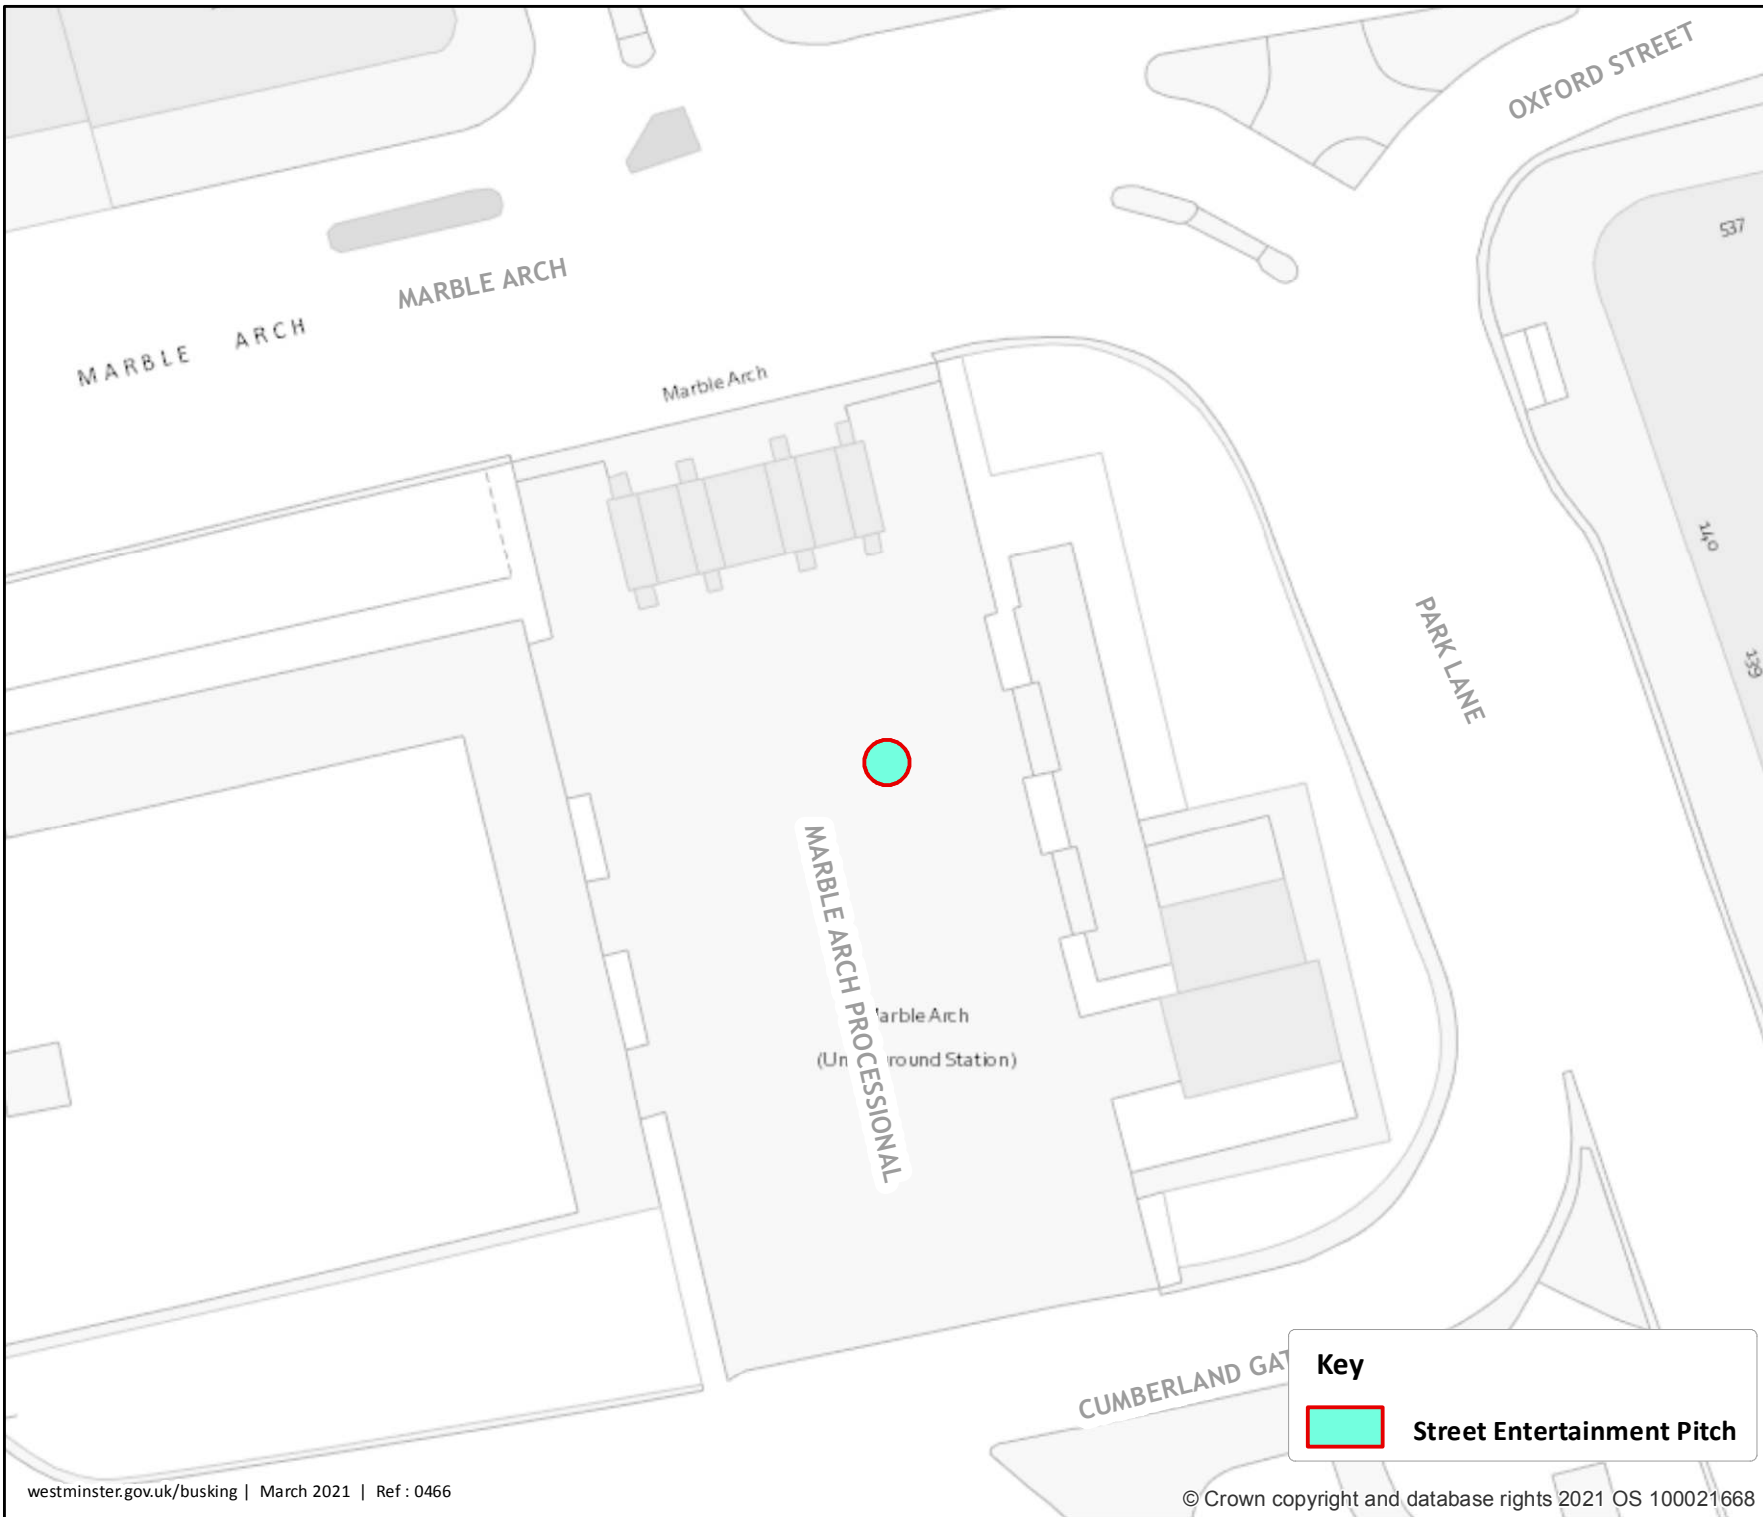 OXFORD STREET
537
MARBLE ARCH
MARBLE ARCH
Marble Arch
140
PARK LANE
139
MARBLE ARCH PROCESSIONAL
arble Arch
(Un round Station)
CUMBERLAND GAT
Key
Street Entertainment Pitch
westminster.gov.uk/busking | March 2021 | Ref : 0466
© Crown copyright and database rights 2021 OS 100021668